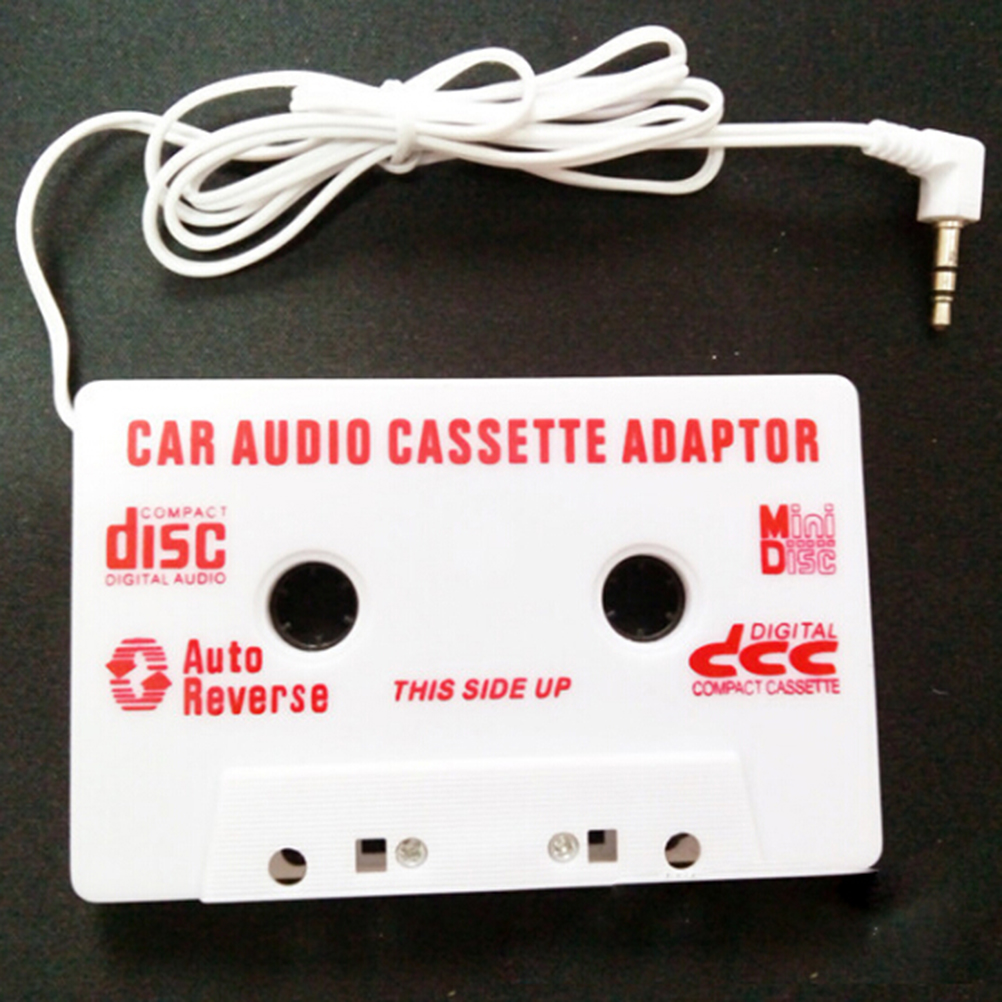 CAR AUDIO CASSETTE ADAPTOR
COMPACT
disc
DIGITAL AUDIO
Mini
Disc
Auto
Reverse
THIS SIDE UP
DIGITAL
dcc
COMPACT CASSETTE